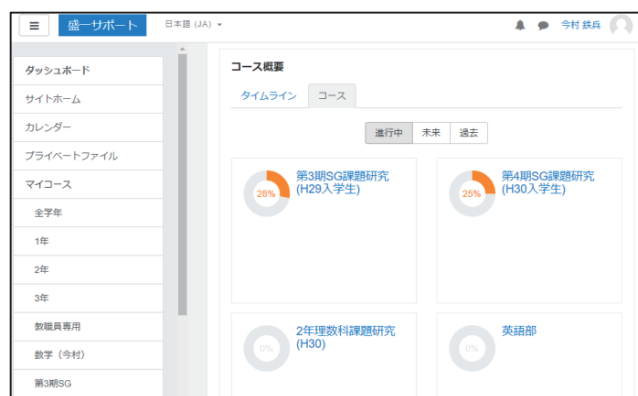 盛一サポート
日本語 (JA)
今村 鉄兵
ダッシュボード
サイトホーム
カレンダー
プライベートファイル
マイコース
全学年
1年
2年
3年
教職員専用
数学（今村）
第3期SG
コース概要
タイムライン
コース
進行中
未来
過去
28%
第3期SG課題研究
(H29入学生)
25%
第4期SG課題研究
(H30入学生)
0%
2年理数科課題研究
(H30)
0%
英語部